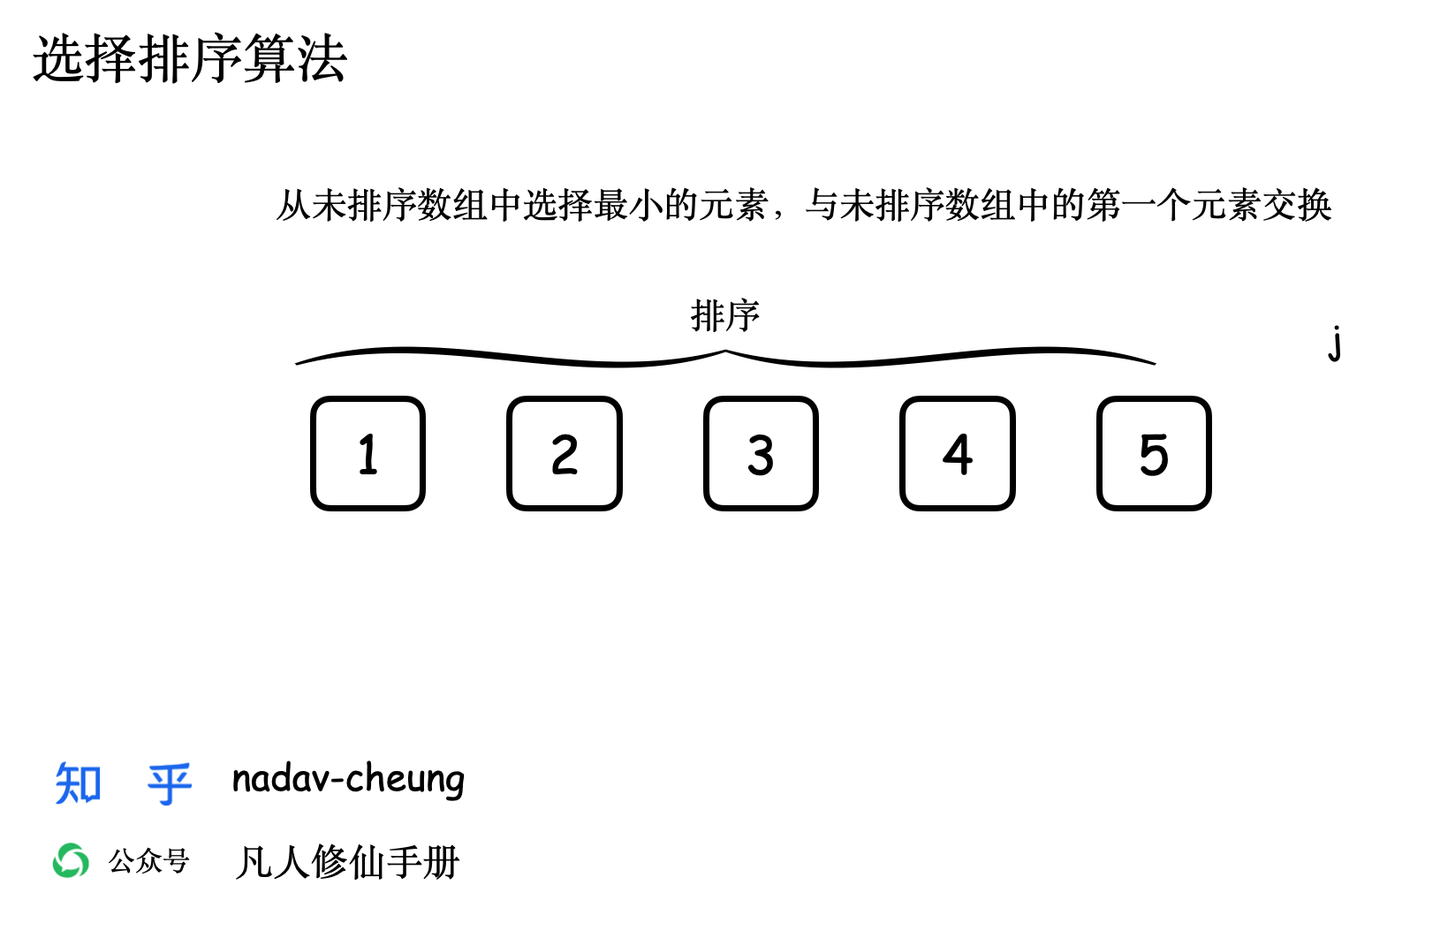 选择排序算法
从未排序数组中选择最小的元素，与未排序数组中的第一个元素交换
排序
j
1 2 3 4 5
知 乎 nadav-cheung
公众号 凡人修仙手册